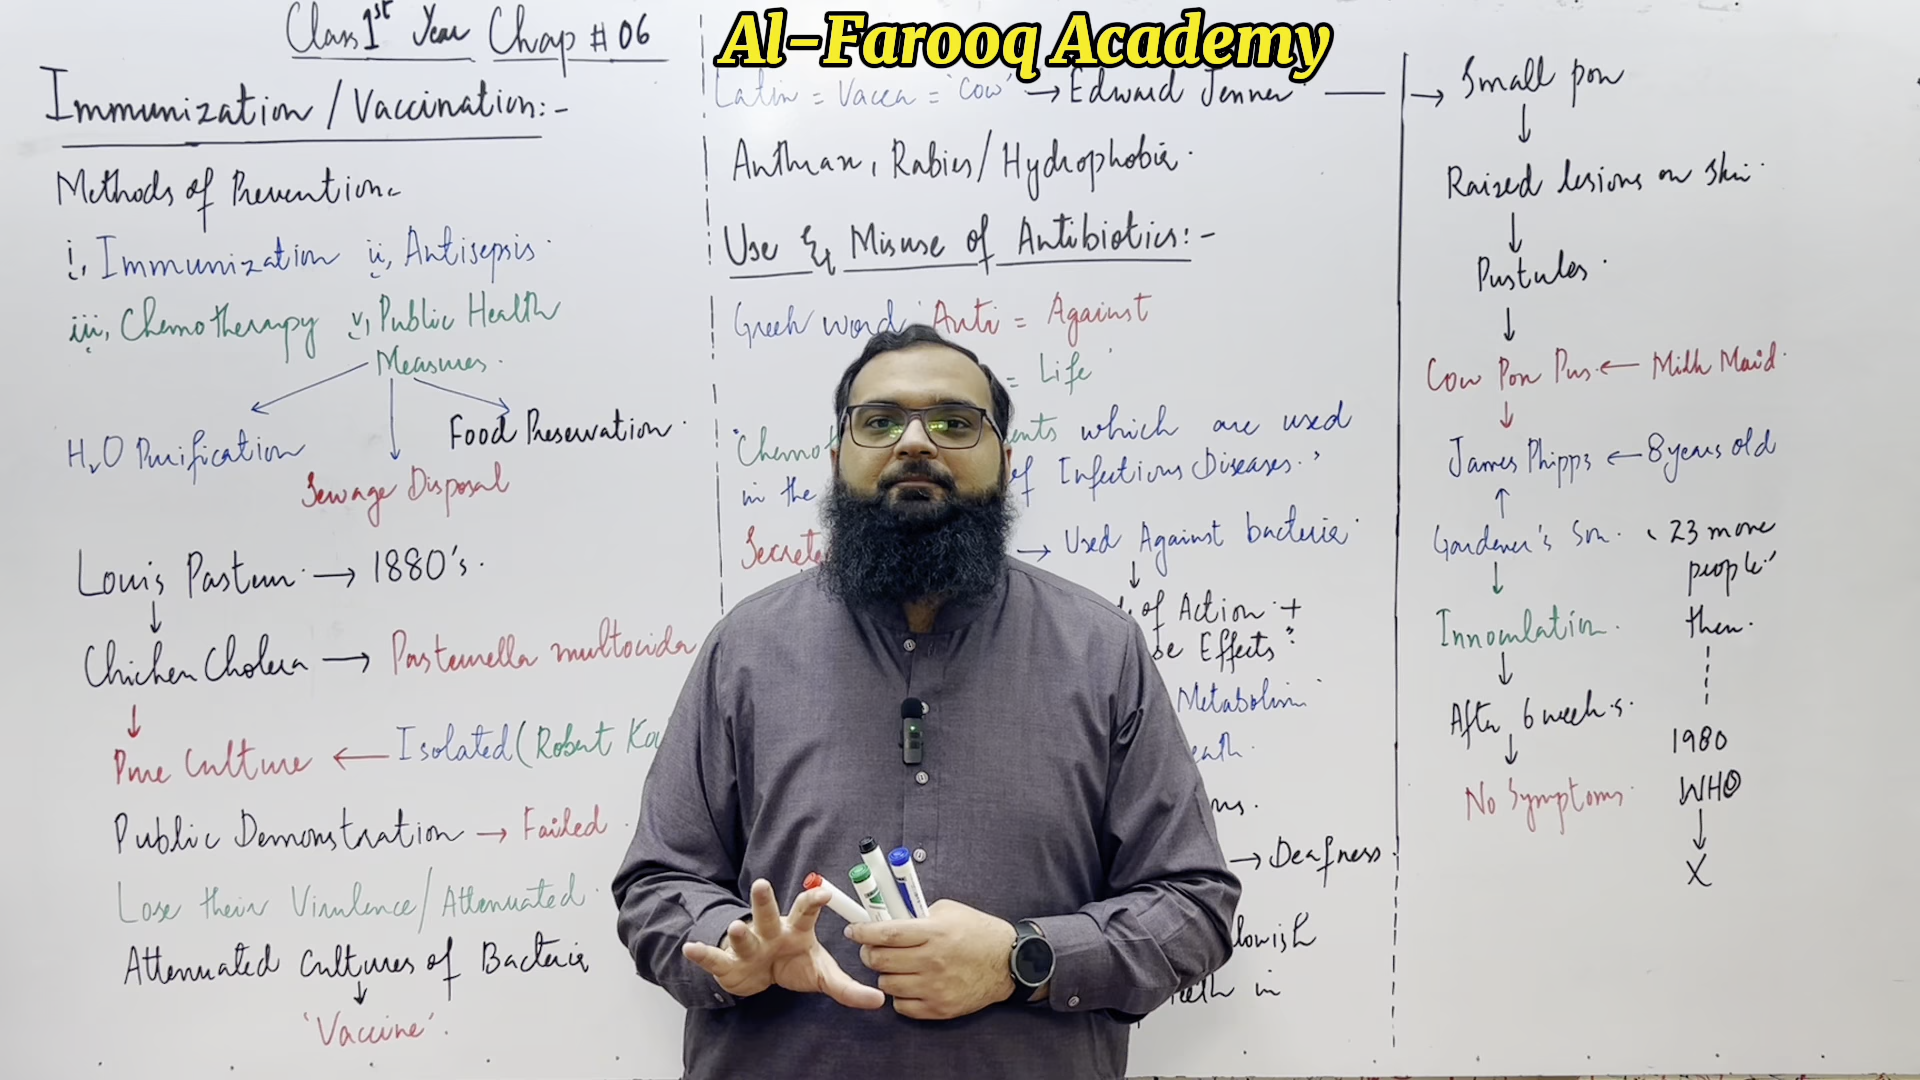 Al-Farooq Academy
Class 1st Year Chap # 06
Immunization / Vaccination:-
Methods of Prevention
i, Immunization ii, Antisepsis
iii, Chemotherapy v, Public Health
Measures.
H2O Purification
Sewage Disposal
Food Preservation
Louis Pasteur → 1880's.
↓
Chicken Cholera → Pasteurella multocida
↓
Pure Culture ← Isolated (Robert
Public Demonstration → Failed
Lose their Virulence / Attenuated
Attenuated Cultures of Bacteria
↓
'Vaccine'.
Latin = Vacca = 'Cow' → Edward Jenner →
Anthrax, Rabies / Hydrophobia
Use & Misuse of Antibiotics:-
Greek word 'Anti = Against
= Life'
which are used
in the of Infectious Diseases.'
→ Used Against bacteria
↓
of Action +
Effects
Metabolism
→ Deafness
in
Small pox
↓
Raized lesions on skin
↓
Pustules
↓
Cow Pox Pus ← Milk Maid
↓
James Phipps ← 8 years old
↑
Gardener's Son. 23 more
people
↓
Innoculation. then
↓
After 6 weeks.
↓
No Symptoms.
1980
WHO
↓
X